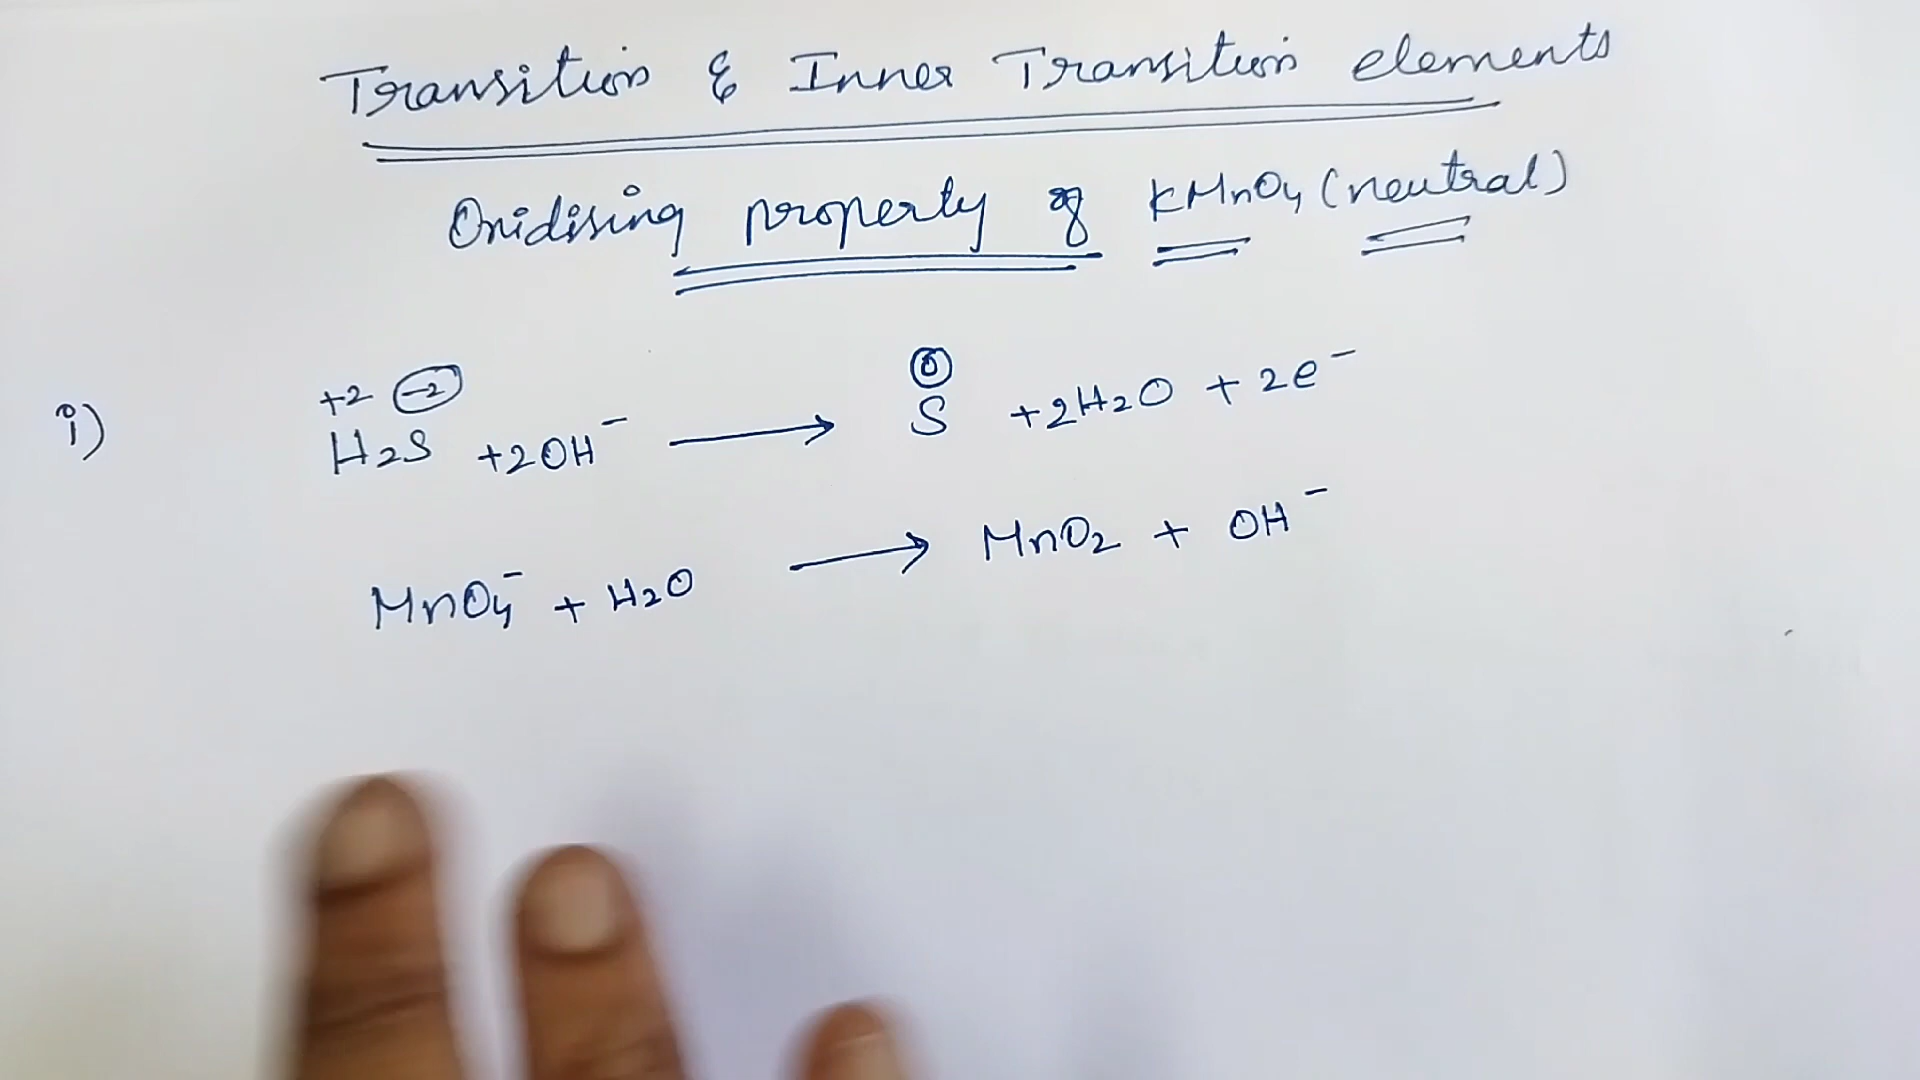 Transition & Inner Transition elements
Oxidising property of KMnO4 (neutral)
+2 -2 0
i) H2S + 2OH⁻ → S + 2H2O + 2e⁻
MnO4⁻ + H2O → MnO2 + OH⁻